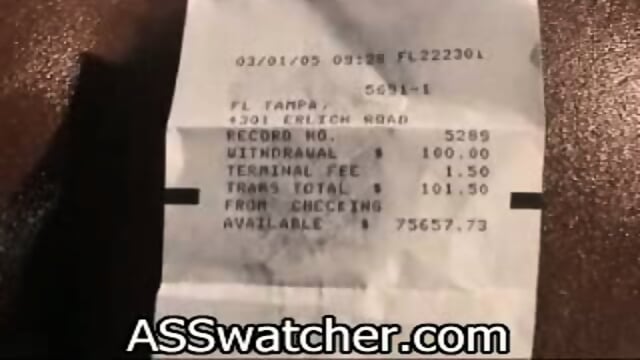 03/01/05 09:28 FL222301
5691-1
FL TAMPA,
4301 ERLICH ROAD
RECORD NO. 5289
WITHDRAWAL $ 100.00
TERMINAL FEE 1.50
TRANS TOTAL $ 101.50
FROM CHECKING
AVAILABLE $ 75657.73
ASSwatcher.com